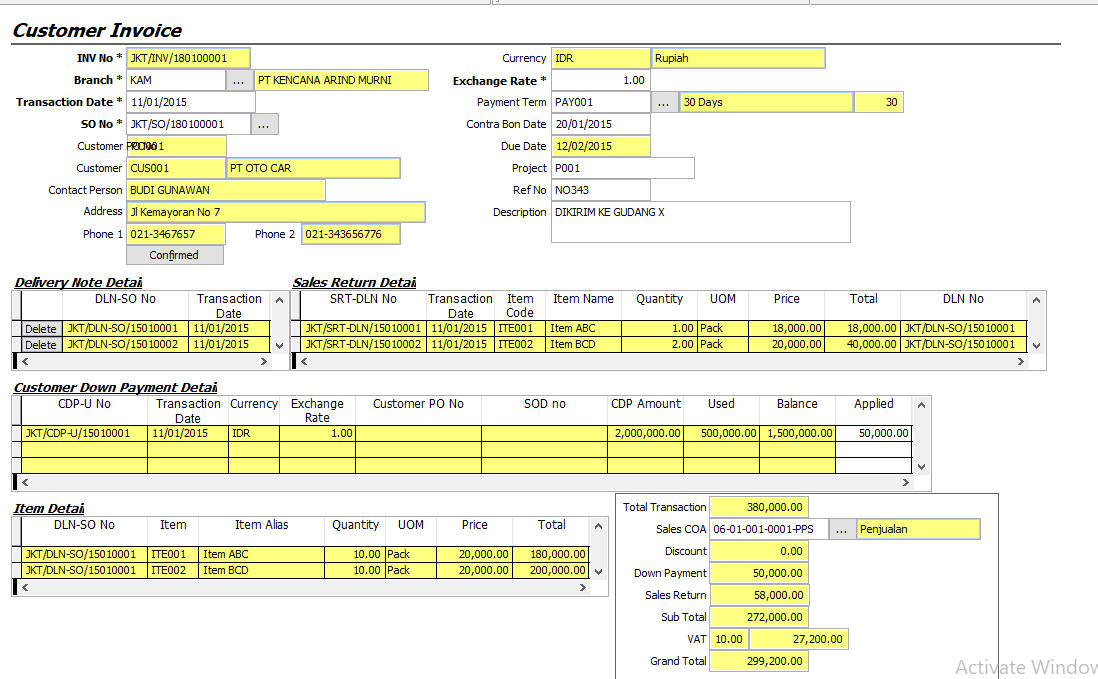 Customer Invoice
INV No * JKT/INV/180100001
Branch * KAM ... PT KENCANA ARIND MURNI
Transaction Date * 11/01/2015
SO No * JKT/SO/180100001 ...
Customer PO No PO001
Customer CUS001 PT OTO CAR
Contact Person BUDI GUNAWAN
Address Jl Kemayoran No 7
Phone 1 021-3467657 Phone 2 021-343656776
Confirmed
Currency IDR Rupiah
Exchange Rate * 1.00
Payment Term PAY001 ... 30 Days 30
Contra Bon Date 20/01/2015
Due Date 12/02/2015
Project P001
Ref No NO343
Description DIKIRIM KE GUDANG X
Delivery Note Detail
DLN-SO No Transaction Date
Delete JKT/DLN-SO/15010001 11/01/2015
Delete JKT/DLN-SO/15010002 11/01/2015
Sales Return Detail
SRT-DLN No Transaction Date Item Code Item Name Quantity UOM Price Total DLN No
JKT/SRT-DLN/15010001 11/01/2015 ITE001 Item ABC 1.00 Pack 18,000.00 18,000.00 JKT/DLN-SO/15010001
JKT/SRT-DLN/15010002 11/01/2015 ITE002 Item BCD 2.00 Pack 20,000.00 40,000.00 JKT/DLN-SO/15010001
Customer Down Payment Detail
CDP-U No Transaction Date Currency Exchange Rate Customer PO No SOD no CDP Amount Used Balance Applied
JKT/CDP-U/15010001 11/01/2015 IDR 1.00 2,000,000.00 500,000.00 1,500,000.00 50,000.00
Item Detail
DLN-SO No Item Item Alias Quantity UOM Price Total
JKT/DLN-SO/15010001 ITE001 Item ABC 10.00 Pack 20,000.00 180,000.00
JKT/DLN-SO/15010001 ITE002 Item BCD 10.00 Pack 20,000.00 200,000.00
Total Transaction 380,000.00
Sales COA 06-01-001-0001-PPS ... Penjualan
Discount 0.00
Down Payment 50,000.00
Sales Return 58,000.00
Sub Total 272,000.00
VAT 10.00 27,200.00
Grand Total 299,200.00
Activate Window